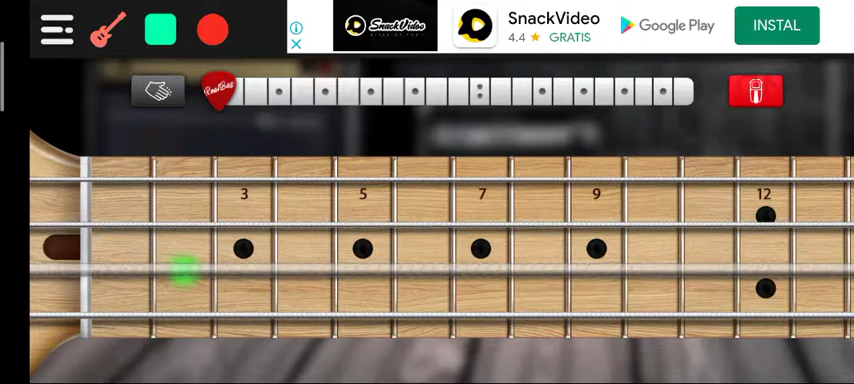 SnackVideo
SnackVideo
4.4 ★ GRATIS
Google Play
INSTAL
RealBass
3 5 7 9 12